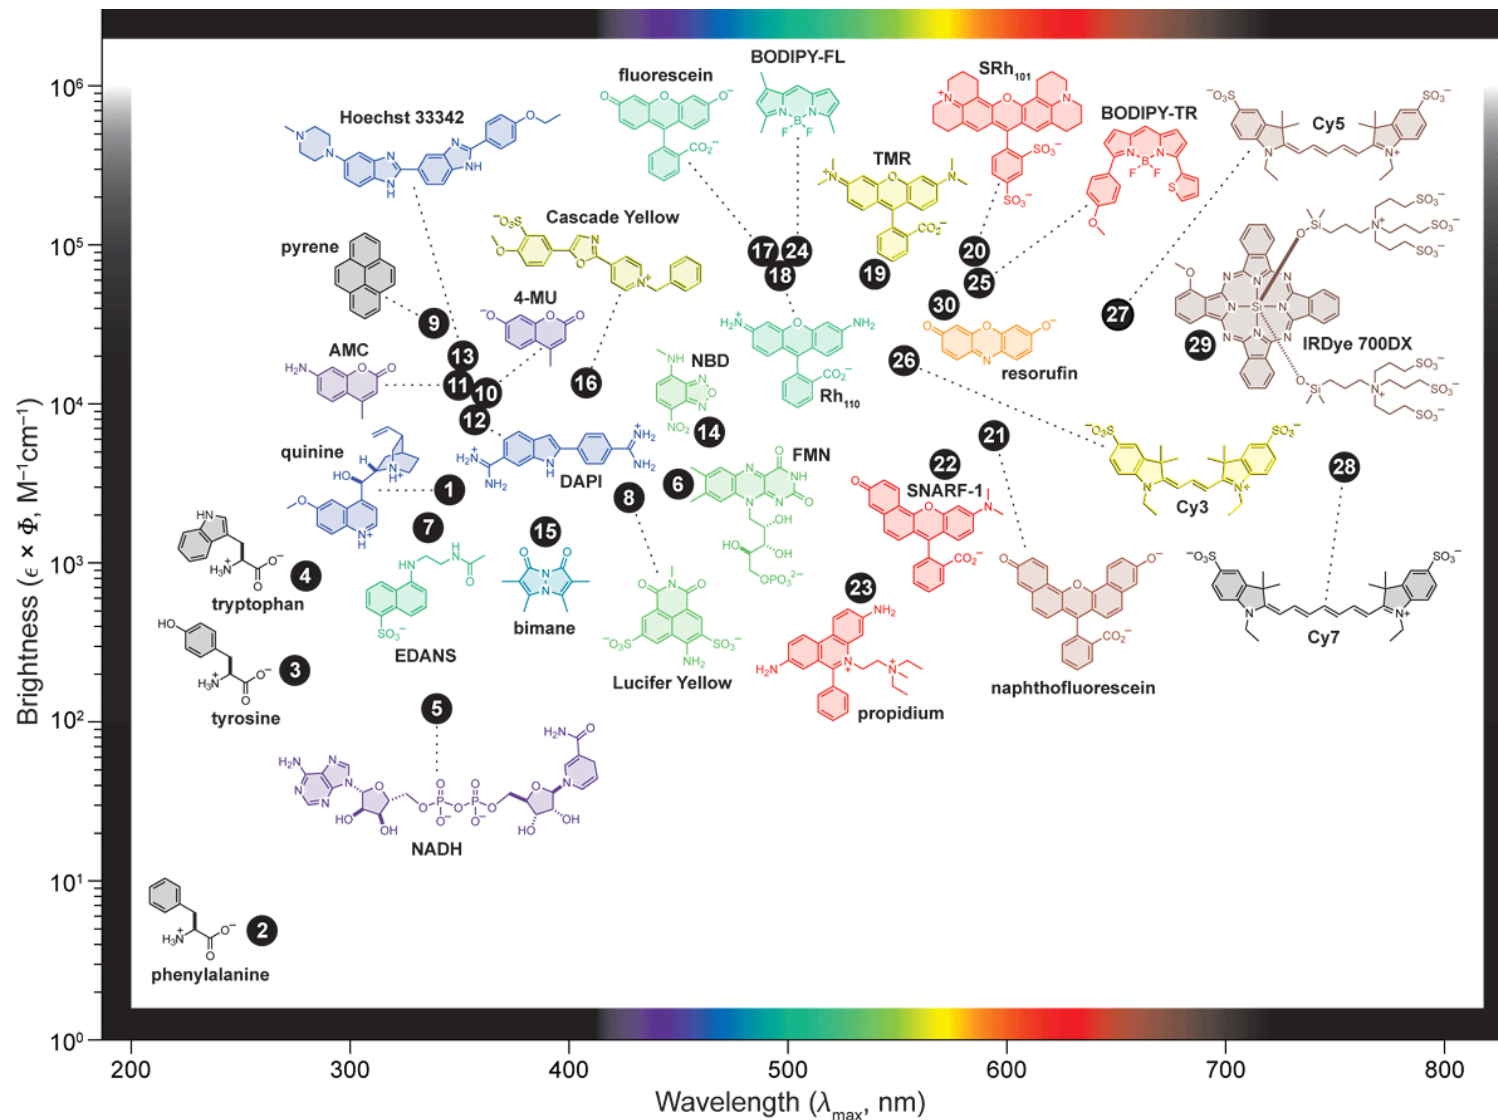 10⁶
10⁵
10⁴
10³
10²
10¹
10⁰
Brightness (ϵ × Φ, M⁻¹cm⁻¹)
200 300 400 500 600 700 800
Wavelength (λmax, nm)
Hoechst 33342
fluorescein
BODIPY-FL
SRh101
BODIPY-TR
Cy5
TMR
Cascade Yellow
pyrene
4-MU
AMC
NBD
Rh110
resorufin
IRDye 700DX
quinine
DAPI
FMN
SNARF-1
Cy3
tryptophan
EDANS
bimane
Lucifer Yellow
propidium
naphthofluorescein
Cy7
tyrosine
NADH
phenylalanine
1
2
3
4
5
6
7
8
9
10
11
12
13
14
15
16
17
18
19
20
21
22
23
24
25
26
27
28
29
30